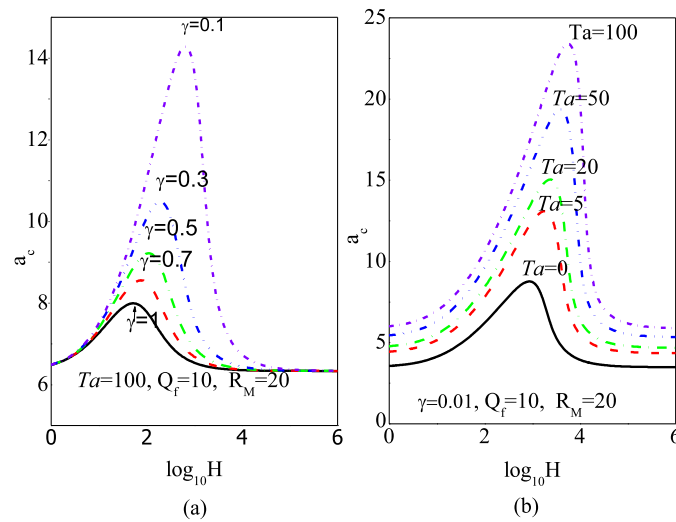 14
12
10
8
6
a_c
γ=0.1
γ=0.3
γ=0.5
γ=0.7
γ=1
Ta=100, Q_f=10, R_M=20
0 2 4 6
log_10H
(a)
25
20
15
10
5
0
a_c
Ta=100
Ta=50
Ta=20
Ta=5
Ta=0
γ=0.01, Q_f=10, R_M=20
0 2 4 6
log_10H
(b)